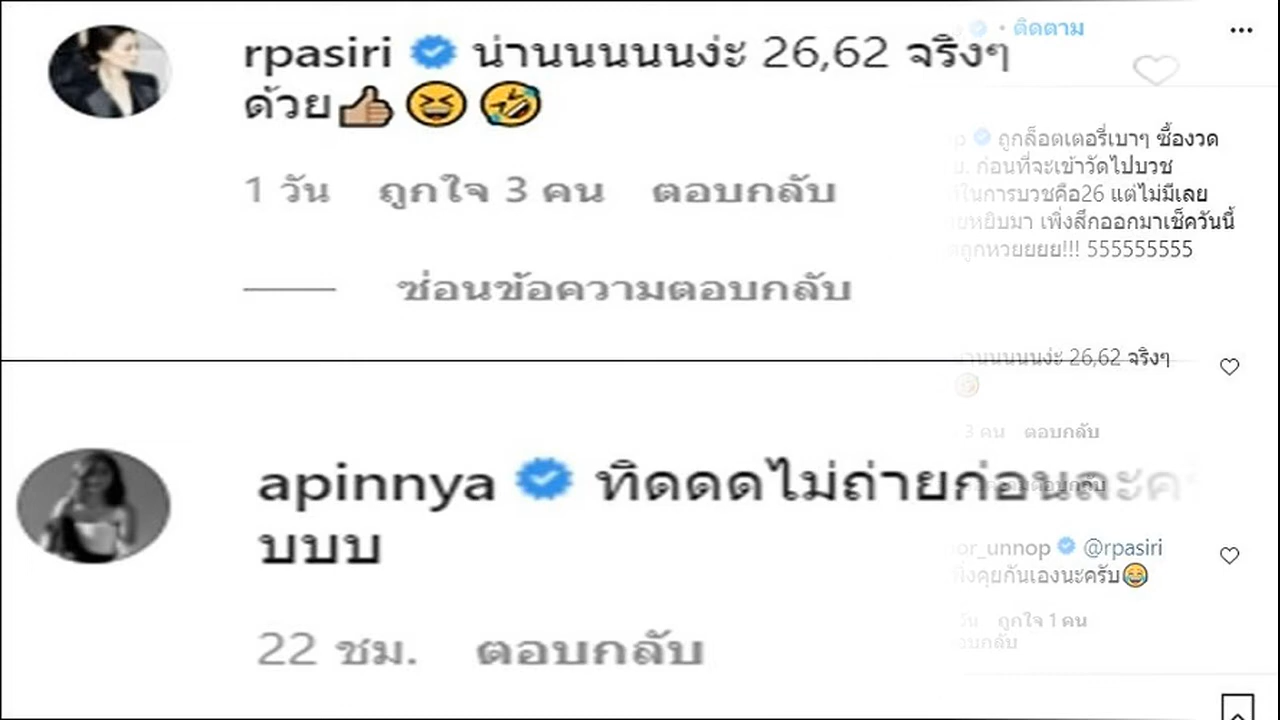 rpasiri น่านนนนนง่ะ 26,62 จริงๆ
ด้วย👍🏽😆🤣
1 วัน ถูกใจ 3 คน ตอบกลับ
ซ่อนข้อความตอบกลับ
apinnya ทิดดดไม่ถ่ายก่อนละ
บบบ
22 ชม. ตอบกลับ
• ติดตาม
ถูกล็อตเตอรี่เบาๆ ซื้องวด
ก่อนที่จะเข้าวัดไปบวช
ในการบวชคือ26 แต่ไม่มีเลย
หยิบมา เพิ่งสึกออกมาเช็ควันนี้
ถูกหวยยยย!!! 555555555
นนนนนง่ะ 26,62 จริงๆ
🤣
3 คน ตอบกลับ
or_unnop @rpasiri
คุยกันเองนะครับ😂
วัน ถูกใจ 1 คน
ตอบกลับ